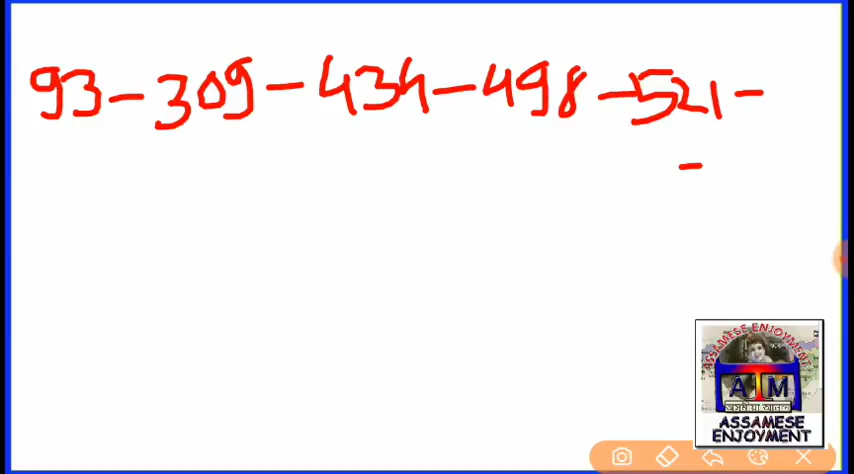 93 - 309 - 434 - 498 - 521 -
-
ASSAMESE ENJOYMENT
ATM
ASSAMESE
ENJOYMENT